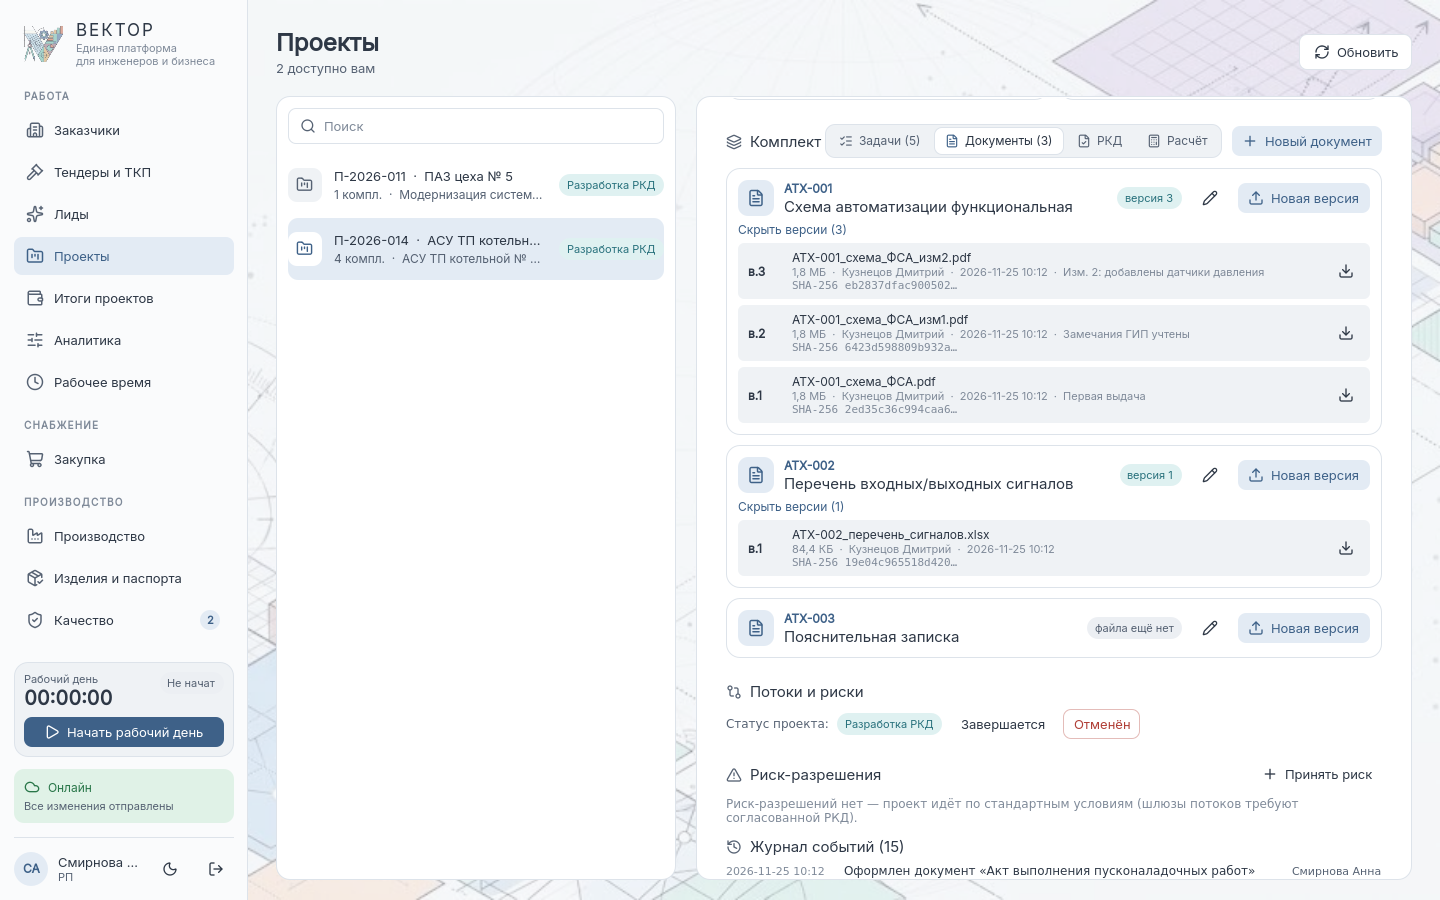 ВЕКТОР
Единая платформа
для инженеров и бизнеса
РАБОТА
Заказчики
Тендеры и ТКП
Лиды
Проекты
Итоги проектов
Аналитика
Рабочее время
СНАБЖЕНИЕ
Закупка
ПРОИЗВОДСТВО
Производство
Изделия и паспорта
Качество 2
Рабочий день
Не начат
00:00:00
Начать рабочий день
Онлайн
Все изменения отправлены
СА
Смирнова ...
РП
Проекты
2 доступно вам
Обновить
Поиск
П-2026-011 · ПАЗ цеха № 5
1 компл. · Модернизация систем...
Разработка РКД
П-2026-014 · АСУ ТП котельн...
4 компл. · АСУ ТП котельной № ...
Разработка РКД
Комплект
Задачи (5)
Документы (3)
РКД
Расчёт
Новый документ
АТХ-001
Схема автоматизации функциональная
версия 3
Новая версия
Скрыть версии (3)
в.3
АТХ-001_схема_ФСА_изм2.pdf
1,8 МБ · Кузнецов Дмитрий · 2026-11-25 10:12 · Изм. 2: добавлены датчики давления
SHA-256 eb2837dfac900502…
в.2
АТХ-001_схема_ФСА_изм1.pdf
1,8 МБ · Кузнецов Дмитрий · 2026-11-25 10:12 · Замечания ГИП учтены
SHA-256 6423d598809b932a…
в.1
АТХ-001_схема_ФСА.pdf
1,8 МБ · Кузнецов Дмитрий · 2026-11-25 10:12 · Первая выдача
SHA-256 2ed35c36c994caa6…
АТХ-002
Перечень входных/выходных сигналов
версия 1
Новая версия
Скрыть версии (1)
в.1
АТХ-002_перечень_сигналов.xlsx
84,4 КБ · Кузнецов Дмитрий · 2026-11-25 10:12
SHA-256 19e04c965518d420…
АТХ-003
Пояснительная записка
файла ещё нет
Новая версия
Потоки и риски
Статус проекта:
Разработка РКД
Завершается
Отменён
Риск-разрешения
Принять риск
Риск-разрешений нет — проект идёт по стандартным условиям (шлюзы потоков требуют
согласованной РКД).
Журнал событий (15)
2026-11-25 10:12 Оформлен документ «Акт выполнения пусконаладочных работ» Смирнова Анна